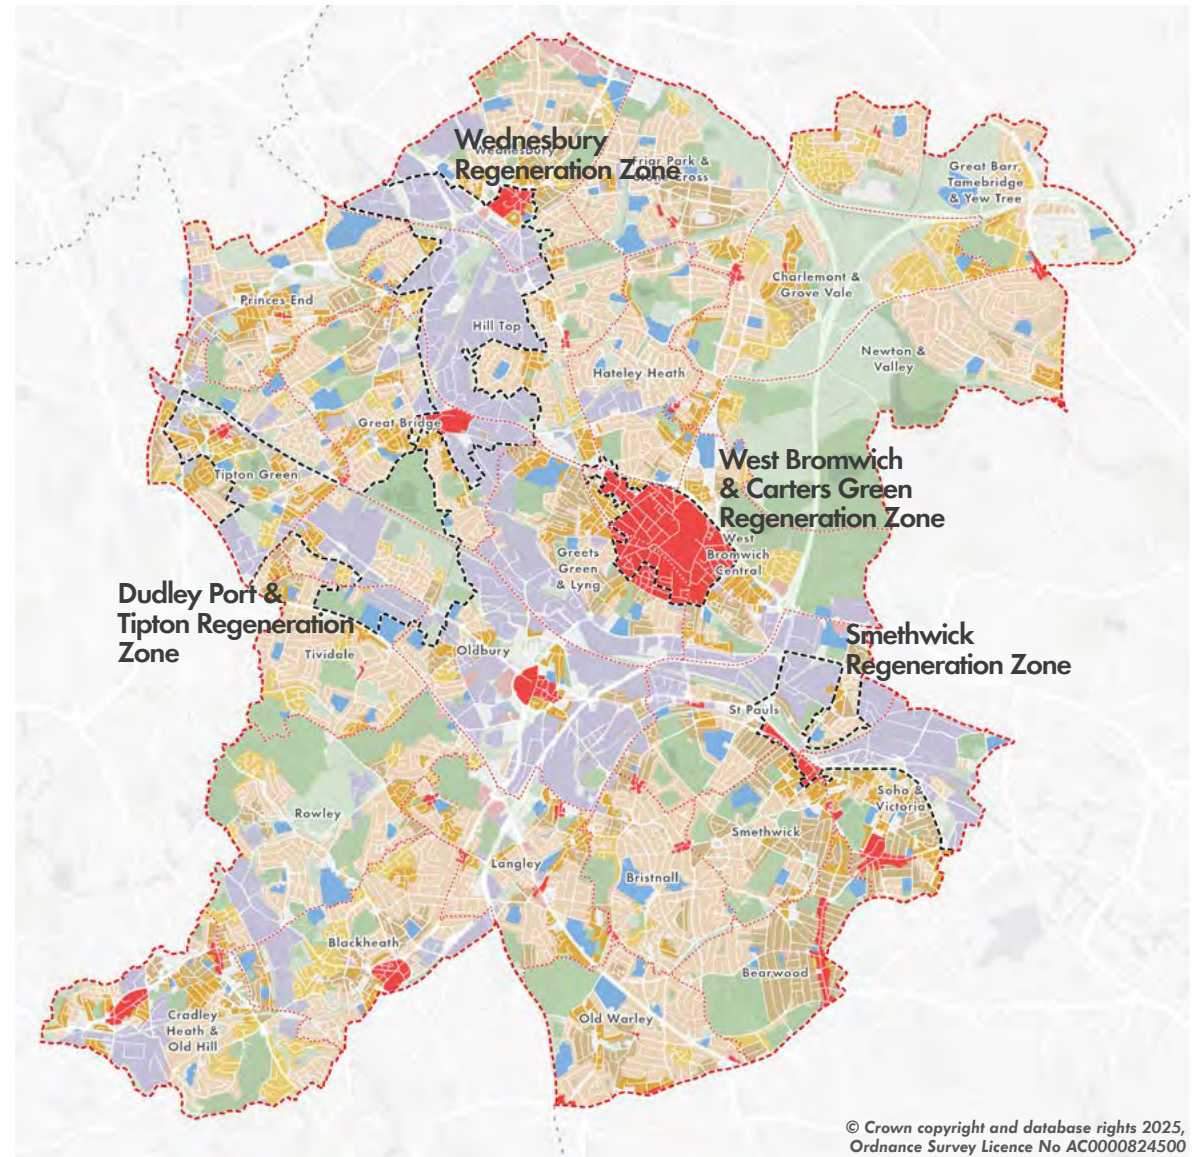 Wednesbury
Regeneration Zone
Wednesbury
Friar Park &
Cross
Great Barr,
Tamebridge
& Yew Tree
Charlemont &
Grove Vale
Princes End
Hill Top
Newton &
Valley
Hateley Heath
Great Bridge
West Bromwich
& Carters Green
Regeneration Zone
Tipton Green
West
Bromwich
Central
Greets
Green
& Lyng
Dudley Port &
Tipton Regeneration
Zone
Smethwick
Regeneration Zone
Oldbury
Tividale
St Pauls
Soho &
Victoria
Rowley
Smethwick
Langley
Bristnall
Blackheath
Bearwood
Cradley
Heath &
Old Hill
Old Warley
© Crown copyright and database rights 2025,
Ordnance Survey Licence No AC0000824500